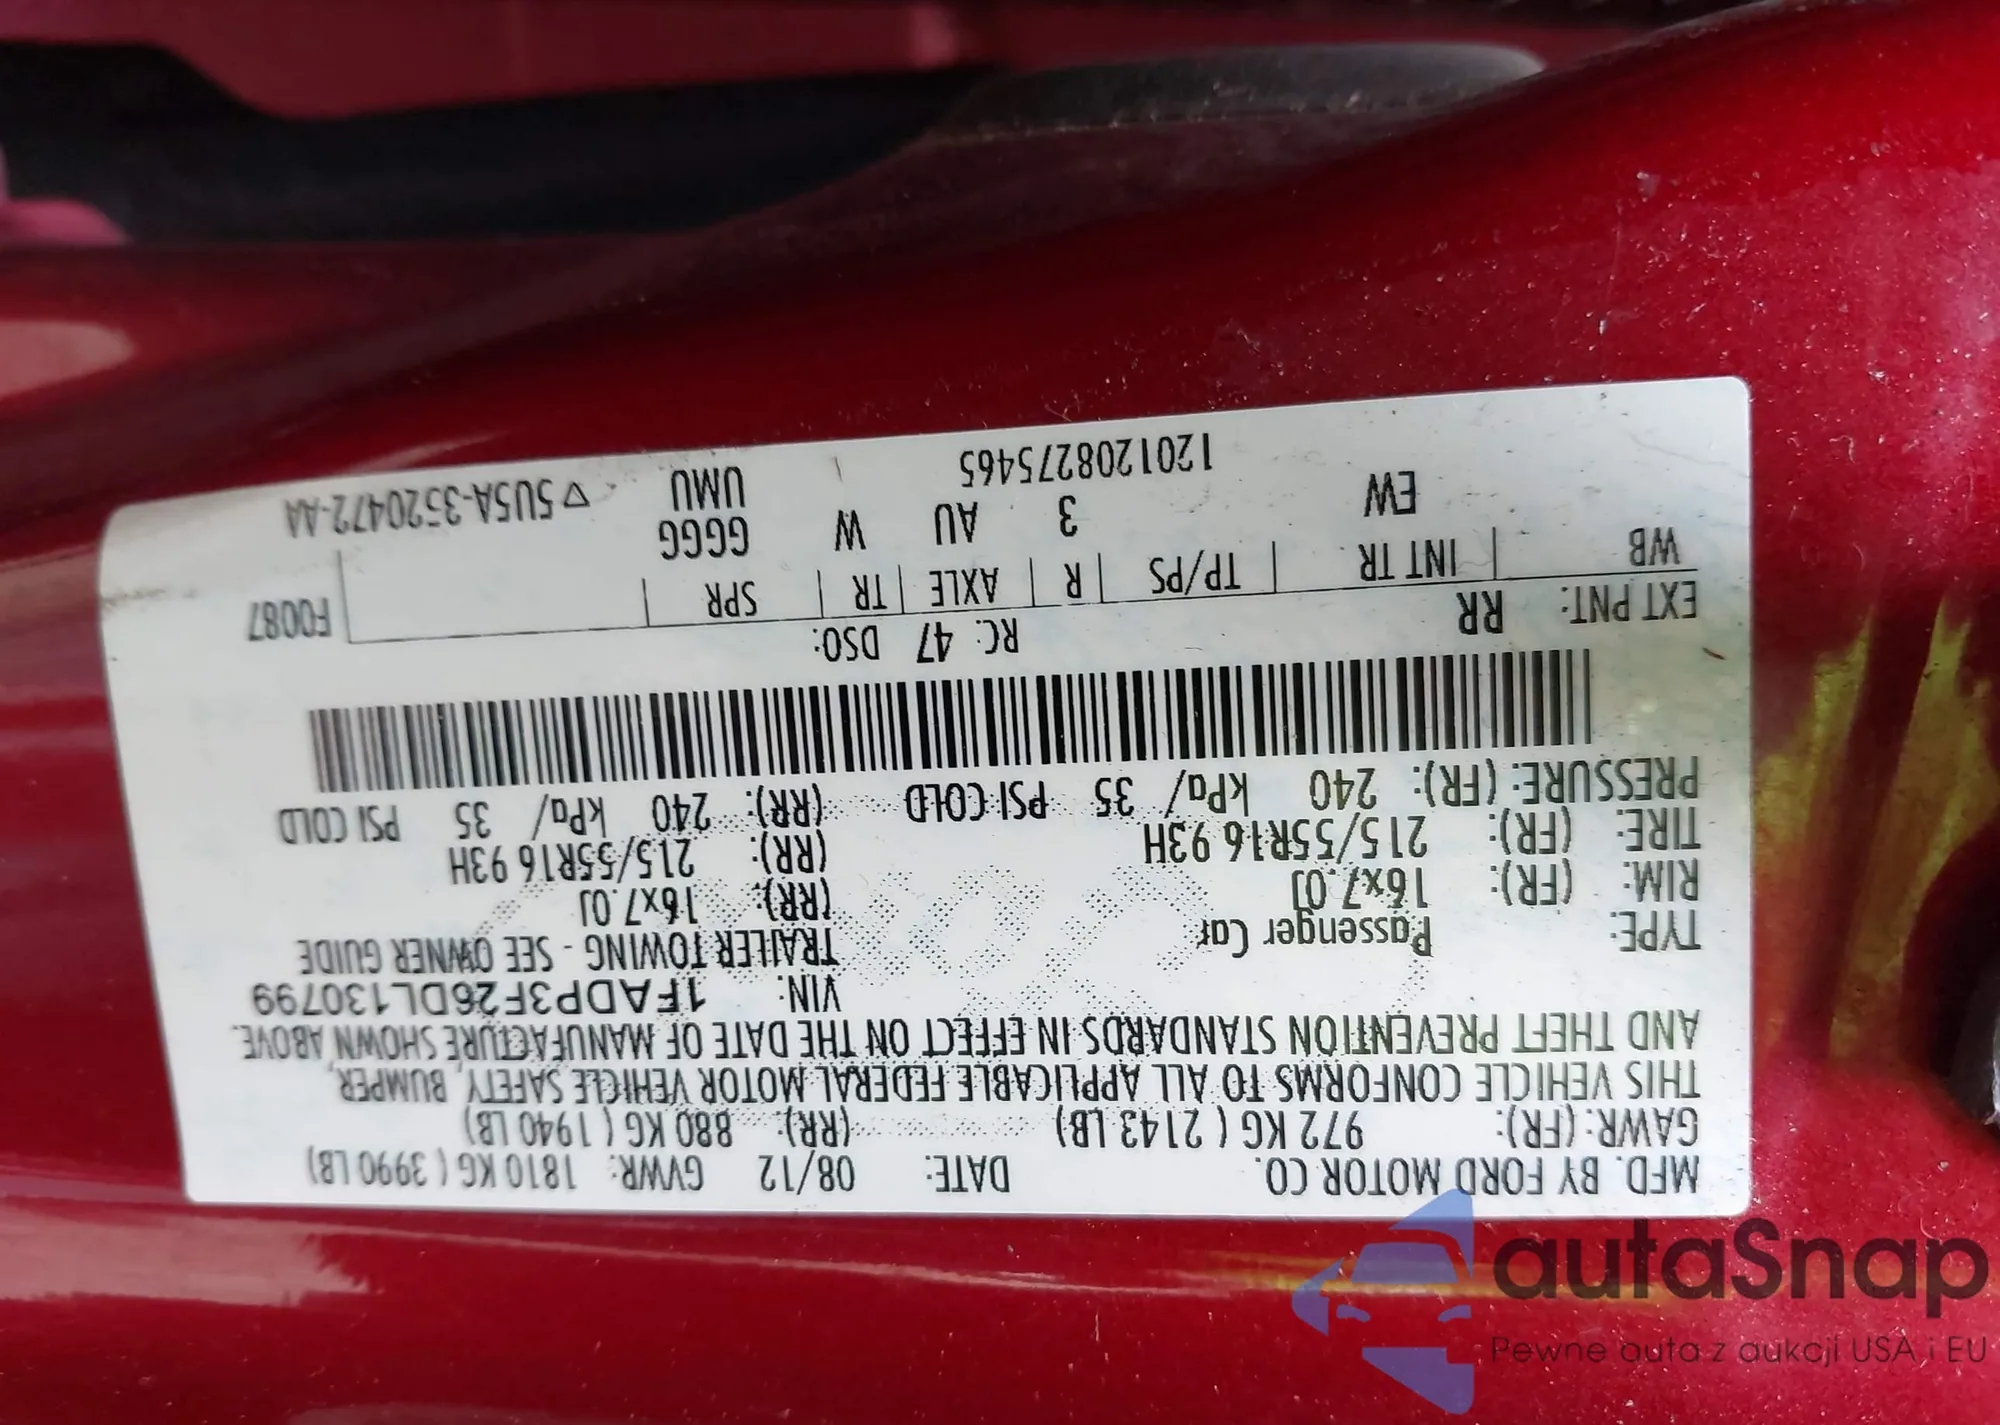 MFD. BY FORD MOTOR CO. DATE: 08/12 GVWR: 1810 KG ( 3990 LB)
GAWR: (FR): 972 KG ( 2143 LB) (RR): 880 KG ( 1940 LB)
THIS VEHICLE CONFORMS TO ALL APPLICABLE FEDERAL MOTOR VEHICLE SAFETY, BUMPER,
AND THEFT PREVENTION STANDARDS IN EFFECT ON THE DATE OF MANUFACTURE SHOWN ABOVE.
VIN: 1FADP3F26DL130799
TYPE: Passenger Car TRAILER TOWING - SEE OWNER GUIDE
RIM: (FR): 16x7.0J (RR): 16x7.0J
TIRE: (FR): 215/55R16 93H (RR): 215/55R16 93H
PRESSURE: (FR): 240 kPa/ 35 PSI COLD (RR): 240 kPa/ 35 PSI COLD
EXT PNT: RR RC: 47 DSO: F0087
WB INT TR TP/PS R AXLE TR SPR
EW 3 AU W GGGG
UMU
1201208275465 ▽ 5U5A-3520472-AA
autaSnap
Pewne auta z aukcji USA i EU